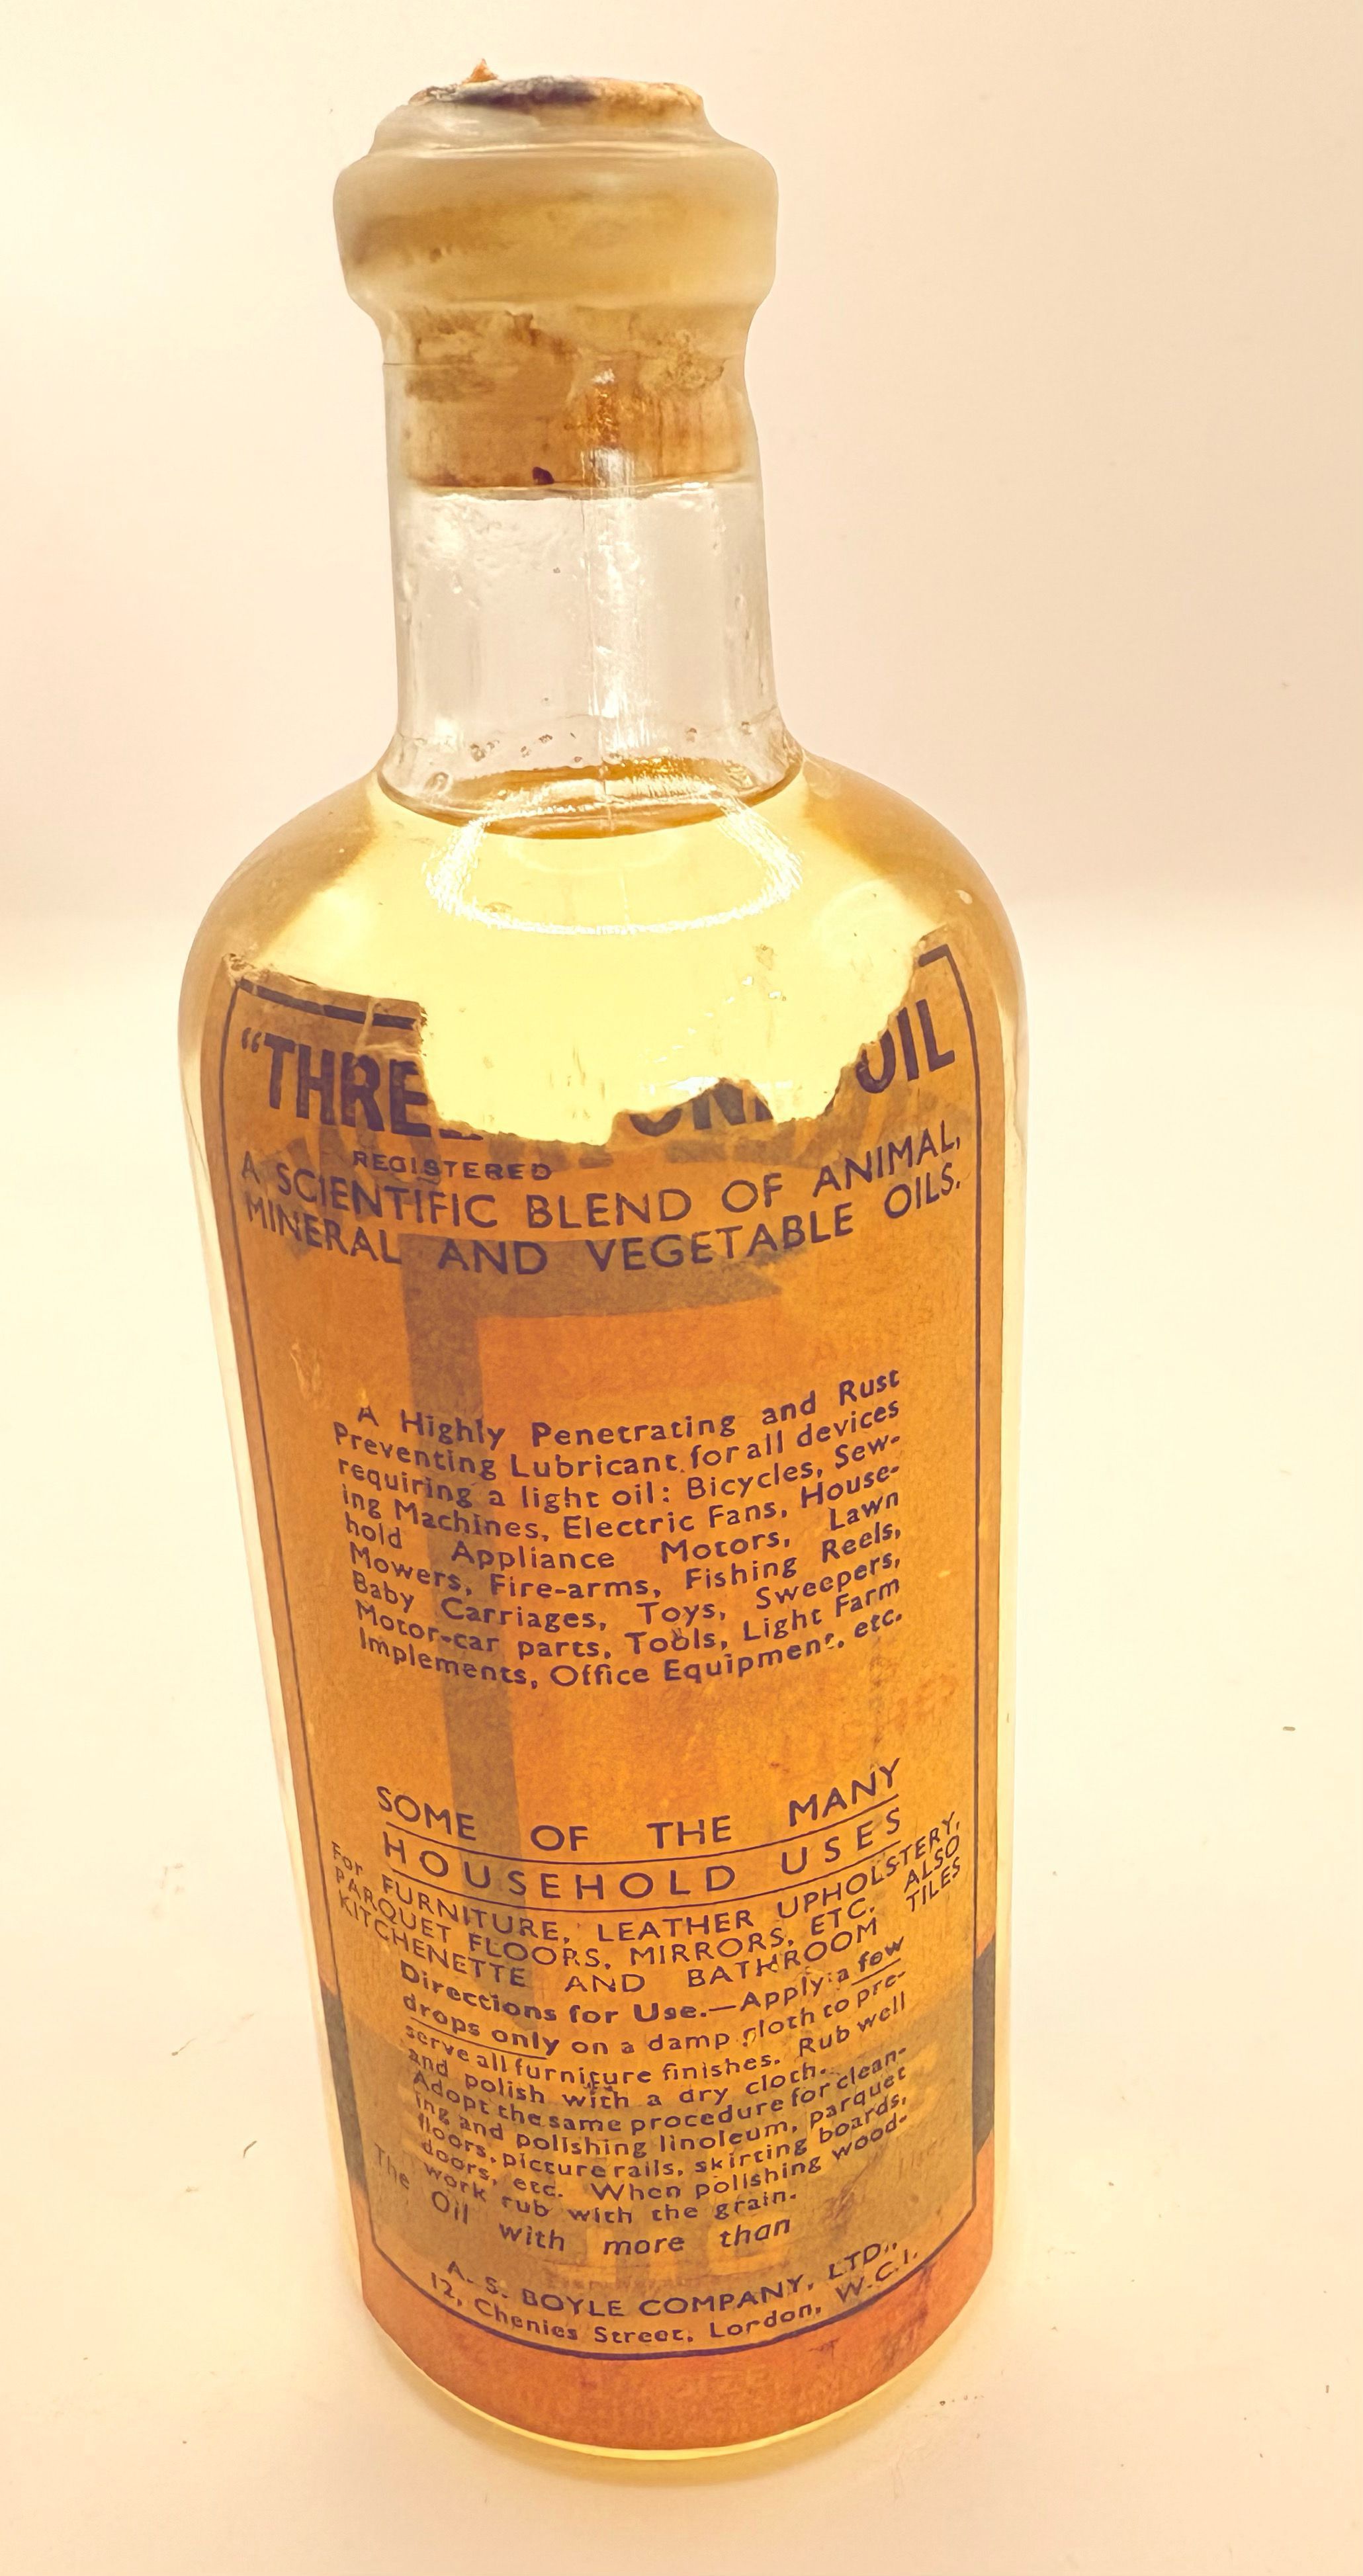 "THREE ONE OIL
REGISTERED
A SCIENTIFIC BLEND OF ANIMAL,
MINERAL AND VEGETABLE OILS.
A Highly Penetrating and Rust
Preventing Lubricant for all devices
requiring a light oil: Bicycles, Sew-
ing Machines, Electric Fans, House-
hold Appliance Motors, Lawn
Mowers, Fire-arms, Fishing Reels,
Baby Carriages, Toys, Sweepers,
Motor-car parts, Tools, Light Farm
Implements, Office Equipment, etc.
SOME OF THE MANY
HOUSEHOLD USES
For FURNITURE, LEATHER UPHOLSTERY,
PARQUET FLOORS, MIRRORS, ETC. ALSO
KITCHENETTE AND BATHROOM TILES
Directions for Use.—Apply a few
drops only on a damp cloth to pre-
serve all furniture finishes. Rub well
and polish with a dry cloth.
Adopt the same procedure for clean-
ing and polishing linoleum, parquet
floors, picture rails, skirting boards,
doors, etc. When polishing wood-
work rub with the grain.
The Oil with more than
A. S. BOYLE COMPANY, LTD.,
12, Chenies Street, London, W.C.1.